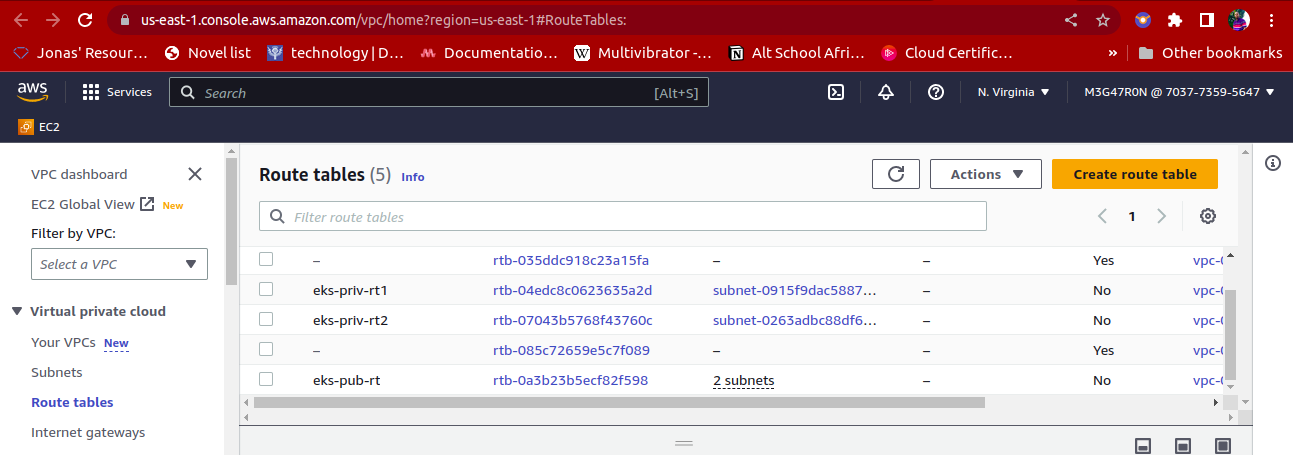 us-east-1.console.aws.amazon.com/vpc/home?region=us-east-1#RouteTables:
Jonas' Resour... Novel list technology | D... Documentatio... Multivibrator -... Alt School Afri... Cloud Certific... » Other bookmarks
aws Services Search [Alt+S] N. Virginia M3G47R0N @ 7037-7359-5647
EC2
VPC dashboard
EC2 Global View New
Filter by VPC:
Select a VPC
Virtual private cloud
Your VPCs New
Subnets
Route tables
Internet gateways
Route tables (5) Info Actions Create route table
Filter route tables 1
– rtb-035ddc918c23a15fa – – Yes vpc-0
eks-priv-rt1 rtb-04edc8c0623635a2d subnet-0915f9dac5887... – No vpc-0
eks-priv-rt2 rtb-07043b5768f43760c subnet-0263adbc88df6... – No vpc-0
– rtb-085c72659e5c7f089 – – Yes vpc-0
eks-pub-rt rtb-0a3b23b5ecf82f598 2 subnets – No vpc-0